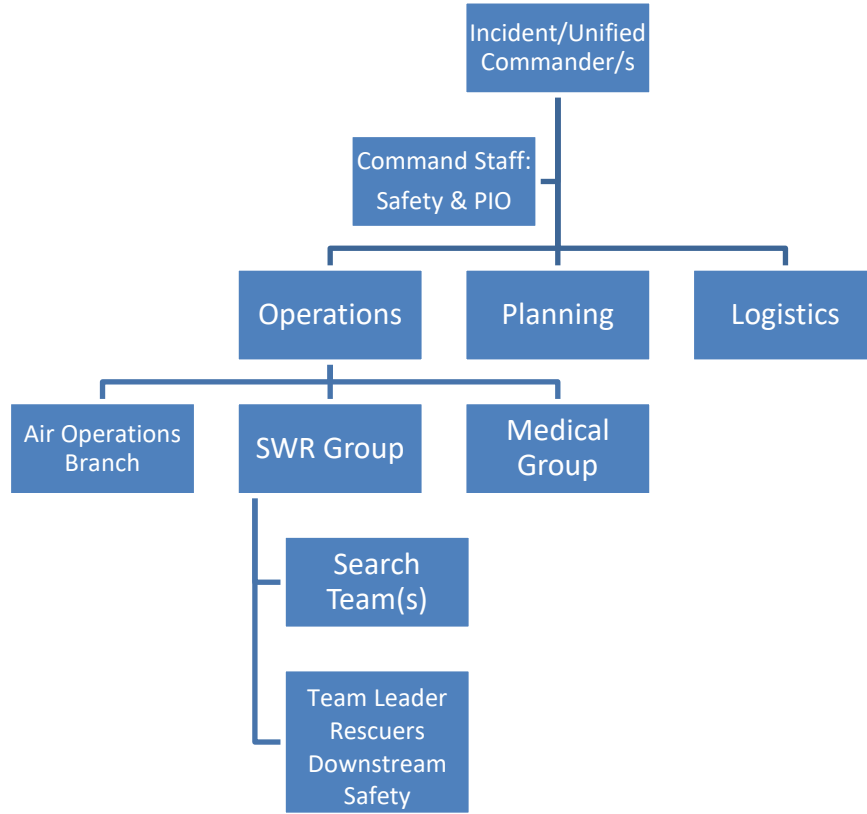 Incident/Unified
Commander/s
Command Staff:
Safety & PIO
Operations
Planning
Logistics
Air Operations
Branch
SWR Group
Medical
Group
Search
Team(s)
Team Leader
Rescuers
Downstream
Safety